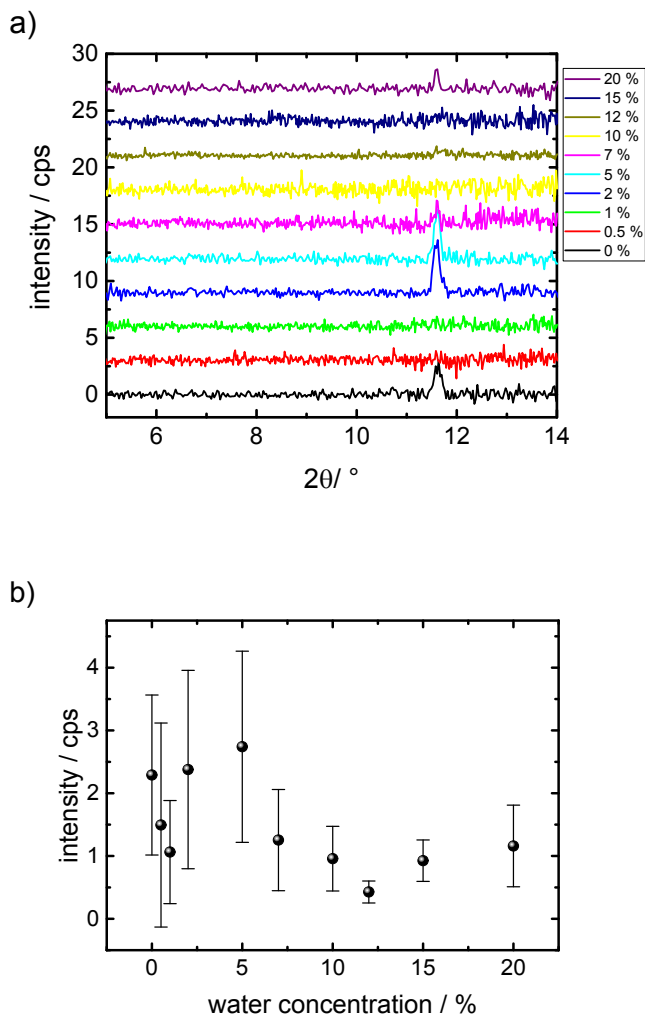 a)
30
25
20
15
10
5
0
intensity / cps
6 8 10 12 14
2θ/ °
20 %
15 %
12 %
10 %
7 %
5 %
2 %
1 %
0.5 %
0 %
b)
4
3
2
1
0
intensity / cps
0 5 10 15 20
water concentration / %